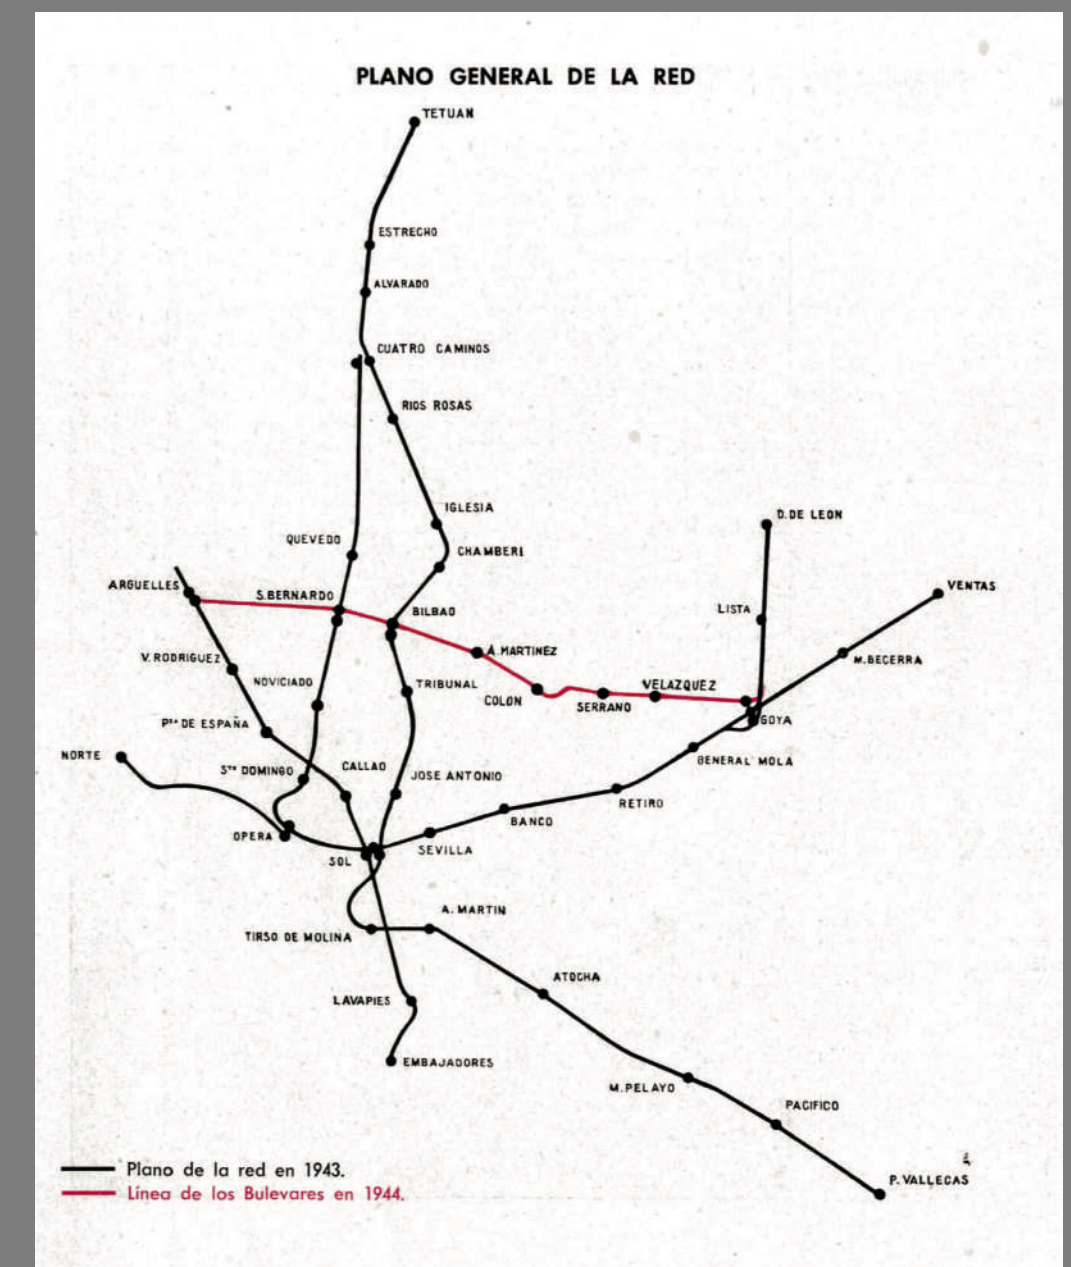 PLANO GENERAL DE LA RED
TETUAN
ESTRECHO
ALVARADO
CUATRO CAMINOS
RIOS ROSAS
IGLESIA
D. DE LEON
QUEVEDO
CHAMBERI
ARGUELLES
S. BERNARDO
VENTAS
BILBAO
LISTA
A. MARTINEZ
V. RODRIGUEZ
M. BECERRA
NOVICIADO
TRIBUNAL
VELAZQUEZ
COLON
SERRANO
Pza DE ESPAÑA
GOYA
NORTE
GENERAL MOLA
Sto DOMINGO
CALLAO
JOSE ANTONIO
RETIRO
BANCO
OPERA
SEVILLA
SOL
A. MARTIN
TIRSO DE MOLINA
ATOCHA
LAVAPIES
EMBAJADORES
M. PELAYO
PACIFICO
P. VALLECAS
Plano de la red en 1943.
Línea de los Bulevares en 1944.